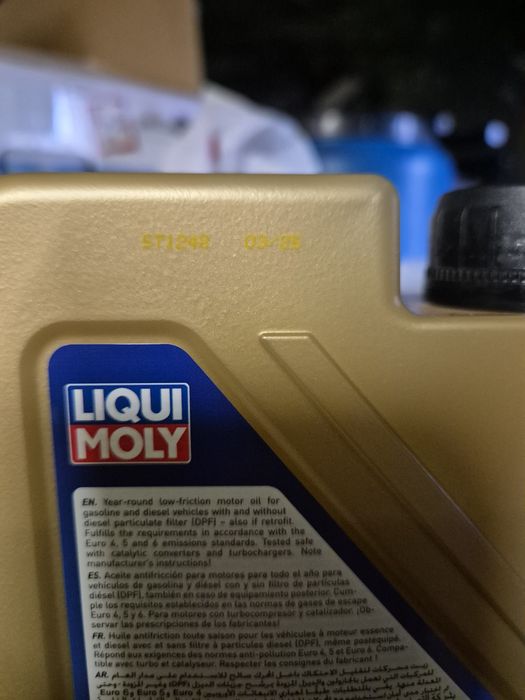 ST1248 03/25
LIQUI
MOLY
EN. Year-round low-friction motor oil for
gasoline and diesel vehicles with and without
diesel particulate filter (DPF) – also if retrofit.
Fulfills the requirements in accordance with the
Euro 4, 5 and 6 emissions standards. Tested safe
with catalytic converters and turbochargers. Note
manufacturer's instructions!
ES. Aceite antifricción para motores para todo el año para
vehículos de gasolina y diésel con y sin filtro de partículas
diésel (DPF), también en caso de equipamiento posterior. Cum-
ple los requisitos establecidos en las normas de gases de escape
Euro 4, 5 y 6. Para motores con turbocompresor y catalizador. ¡Ob-
servar las prescripciones de los fabricantes!
FR. Huile antifriction toute saison pour les véhicules à moteur essence
et diesel avec et sans filtre à particules diesel (DPF), même postéquipé.
Répond aux exigences des normes anti-pollution Euro 4, 5 et 6. Compa-
tible avec turbo et catalyseur. Respecter les consignes du fabricant !
AR.